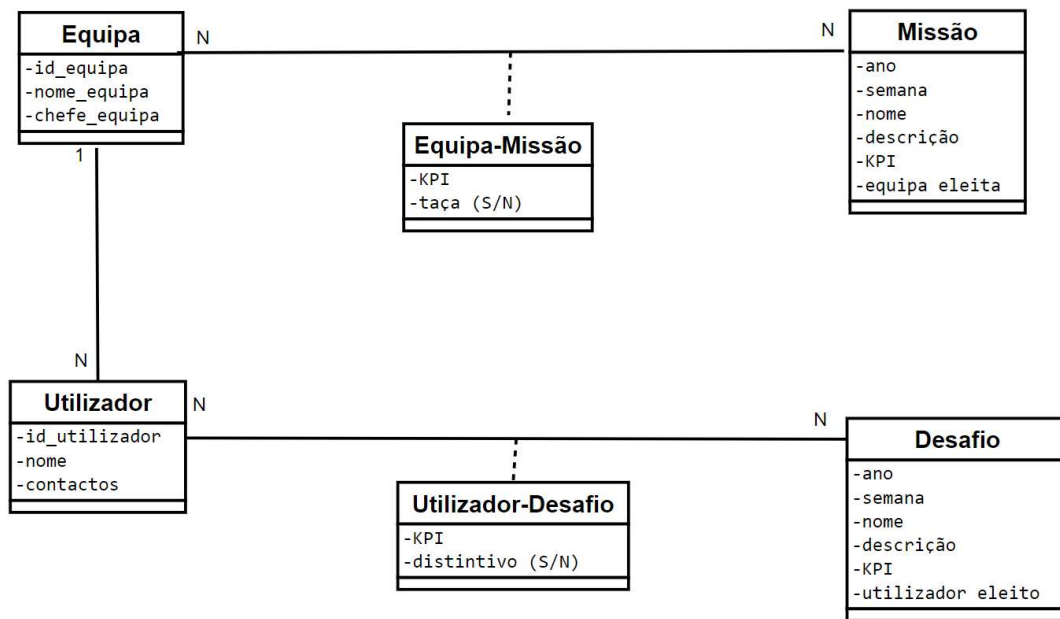 Equipa
-id_equipa
-nome_equipa
-chefe_equipa
N
N
Missão
-ano
-semana
-nome
-descrição
-KPI
-equipa eleita
Equipa-Missão
-KPI
-taça (S/N)
1
N
Utilizador
-id_utilizador
-nome
-contactos
N
N
Desafio
-ano
-semana
-nome
-descrição
-KPI
-utilizador eleito
Utilizador-Desafio
-KPI
-distintivo (S/N)